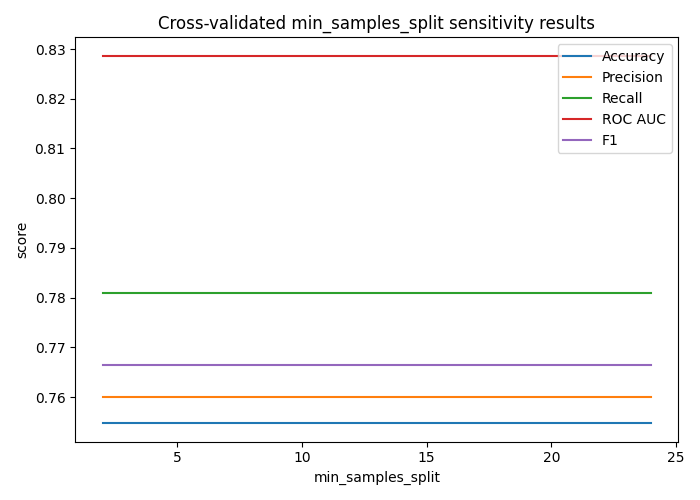 Cross-validated min_samples_split sensitivity results
0.83
0.82
0.81
0.80
0.79
0.78
0.77
0.76
score
Accuracy
Precision
Recall
ROC AUC
F1
5
10
15
20
25
min_samples_split